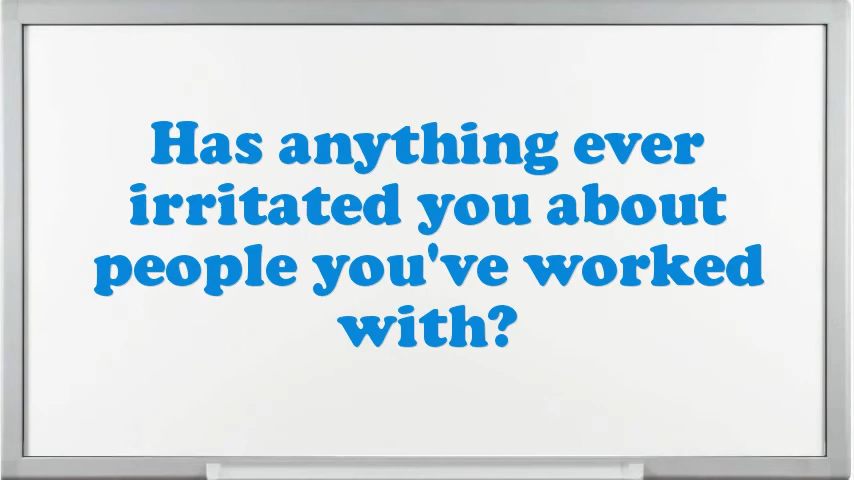 Has anything ever
irritated you about
people you've worked
with?